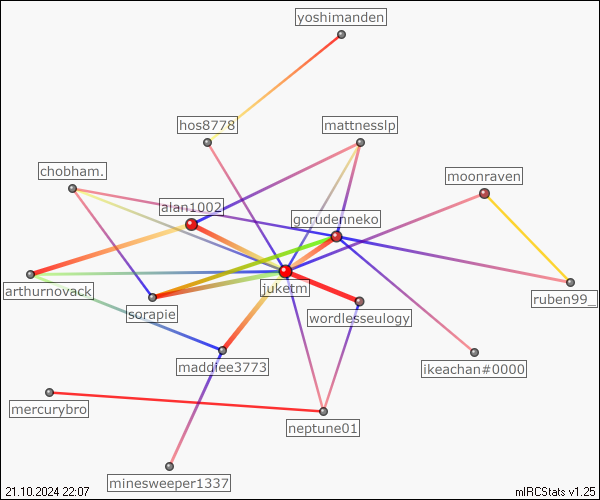 yoshimanden
hos8778
mattnesslp
chobham.
moonraven
alan1002
gorudenneko
arthurnovack
juketm
ruben99_
sorapie
wordlesseulogy
maddiee3773
ikeachan#0000
mercurybro
neptune01
minesweeper1337
21.10.2024 22:07
mIRCStats v1.25